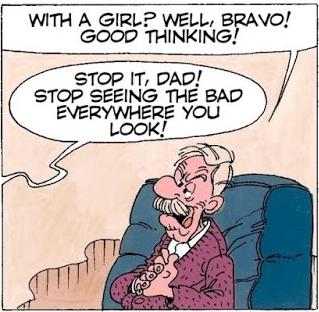 WITH A GIRL? WELL, BRAVO!
GOOD THINKING!
STOP IT, DAD!
STOP SEEING THE BAD
EVERYWHERE YOU
LOOK!